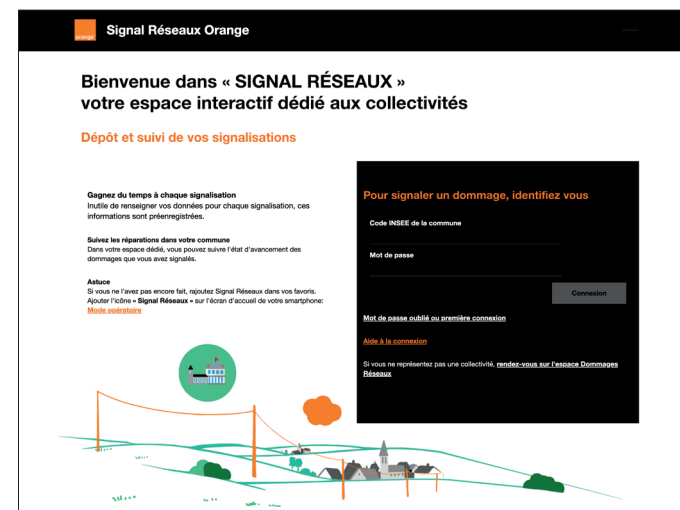 orange
Signal Réseaux Orange
Bienvenue dans « SIGNAL RÉSEAUX »
votre espace interactif dédié aux collectivités
Dépôt et suivi de vos signalisations
Gagnez du temps à chaque signalisation
Inutile de renseigner vos données pour chaque signalisation, ces
informations sont préenregistrées.
Suivez les réparations dans votre commune
Dans votre espace dédié, vous pouvez suivre l'état d'avancement des
dommages que vous avez signalés.
Astuce
Si vous ne l'avez pas encore fait, rajoutez Signal Réseaux dans vos favoris.
Ajouter l'icône « Signal Réseaux » sur l'écran d'accueil de votre smartphone:
Mode opératoire
Pour signaler un dommage, identifiez vous
Code INSEE de la commune
Mot de passe
Connexion
Mot de passe oublié ou première connexion
Aide à la connexion
Si vous ne représentez pas une collectivité, rendez-vous sur l'espace Dommages
Réseaux